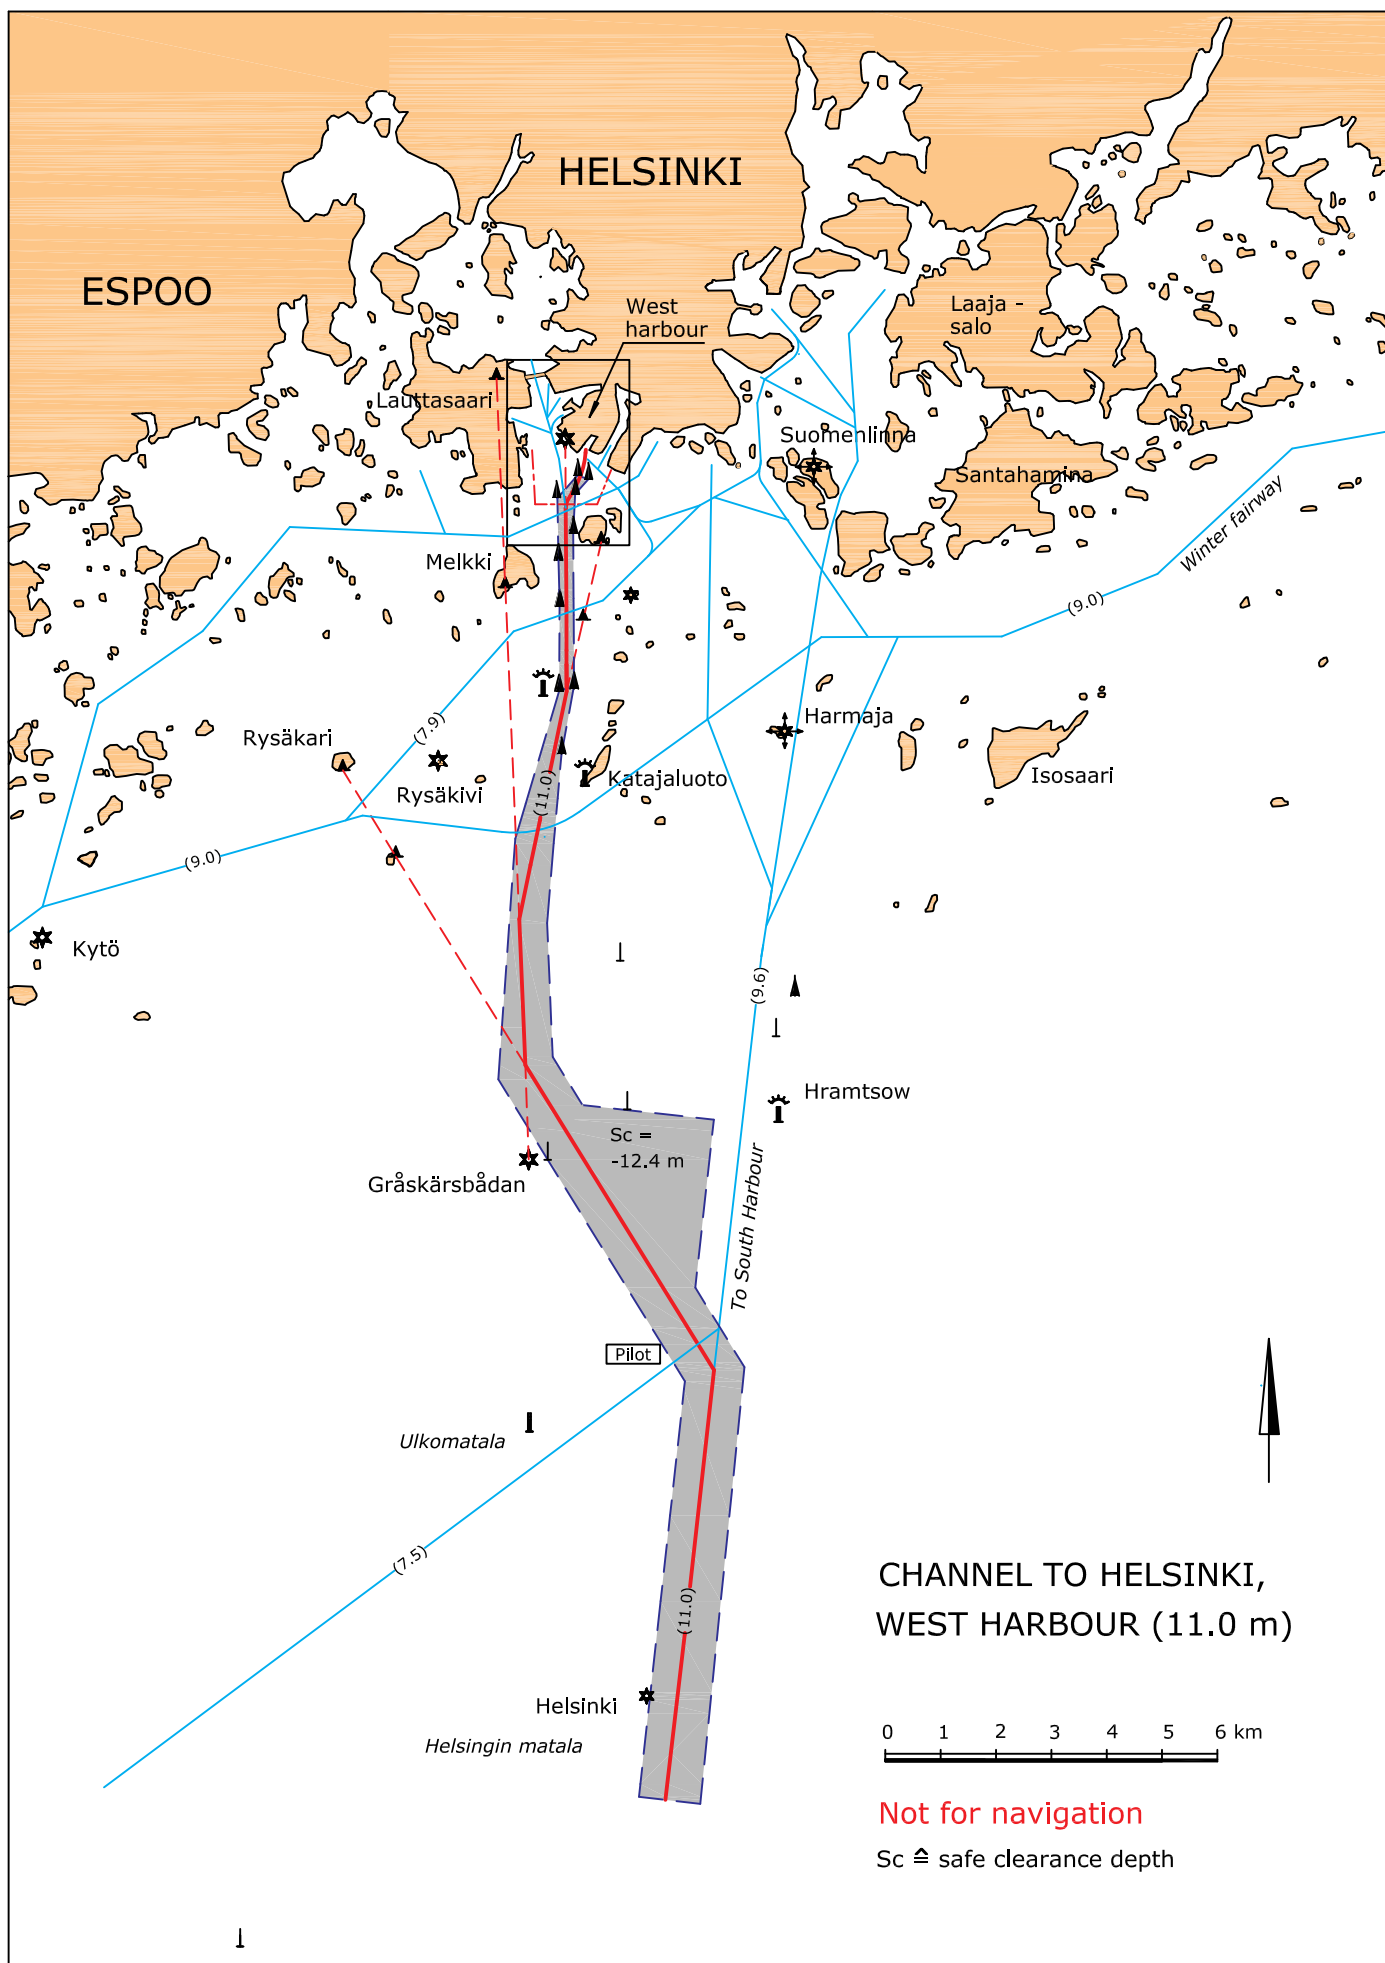 HELSINKI
ESPOO
West
harbour
Laaja -
salo
Lauttasaari
Suomenlinna
Santahamina
Winter fairway
Melkki
(9.0)
Harmaja
Rysäkari
(7.9)
Isosaari
Katajaluoto
Rysäkivi
(11.0)
(9.0)
Kytö
(9.6)
Hramtsow
Sc =
-12.4 m
Gråskärsbådan
To South Harbour
Pilot
Ulkomatala
(7.5)
CHANNEL TO HELSINKI,
WEST HARBOUR (11.0 m)
(11.0)
Helsinki
Helsingin matala
0 1 2 3 4 5 6 km
Not for navigation
Sc ≙ safe clearance depth